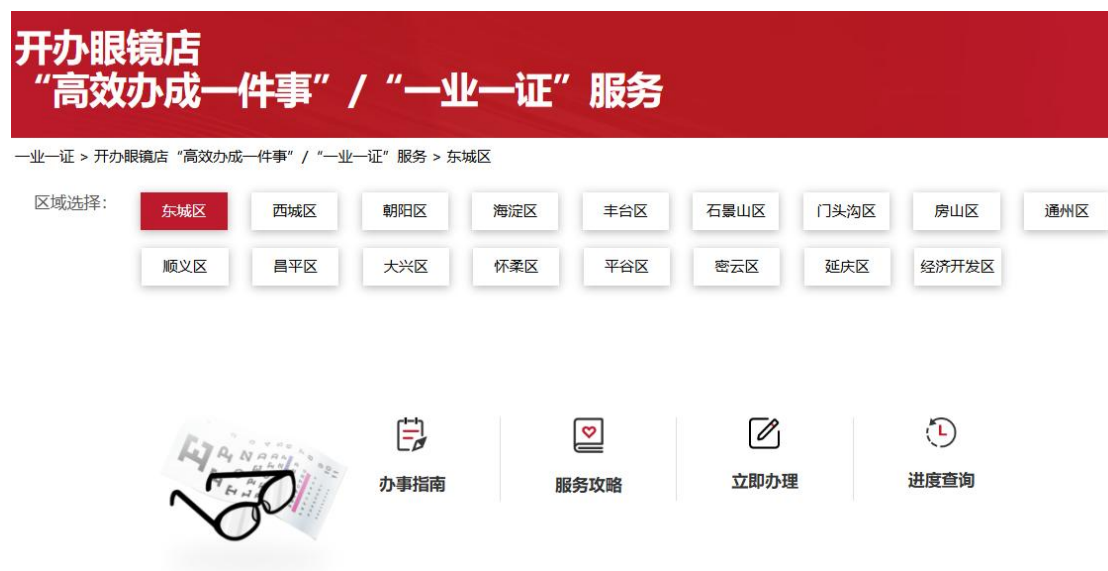 开办眼镜店
“高效办成一件事” / “一业一证” 服务
一业一证 > 开办眼镜店 “高效办成一件事” / “一业一证” 服务 > 东城区
区域选择: 东城区 西城区 朝阳区 海淀区 丰台区 石景山区 门头沟区 房山区 通州区
顺义区 昌平区 大兴区 怀柔区 平谷区 密云区 延庆区 经济开发区
办事指南 服务攻略 立即办理 进度查询